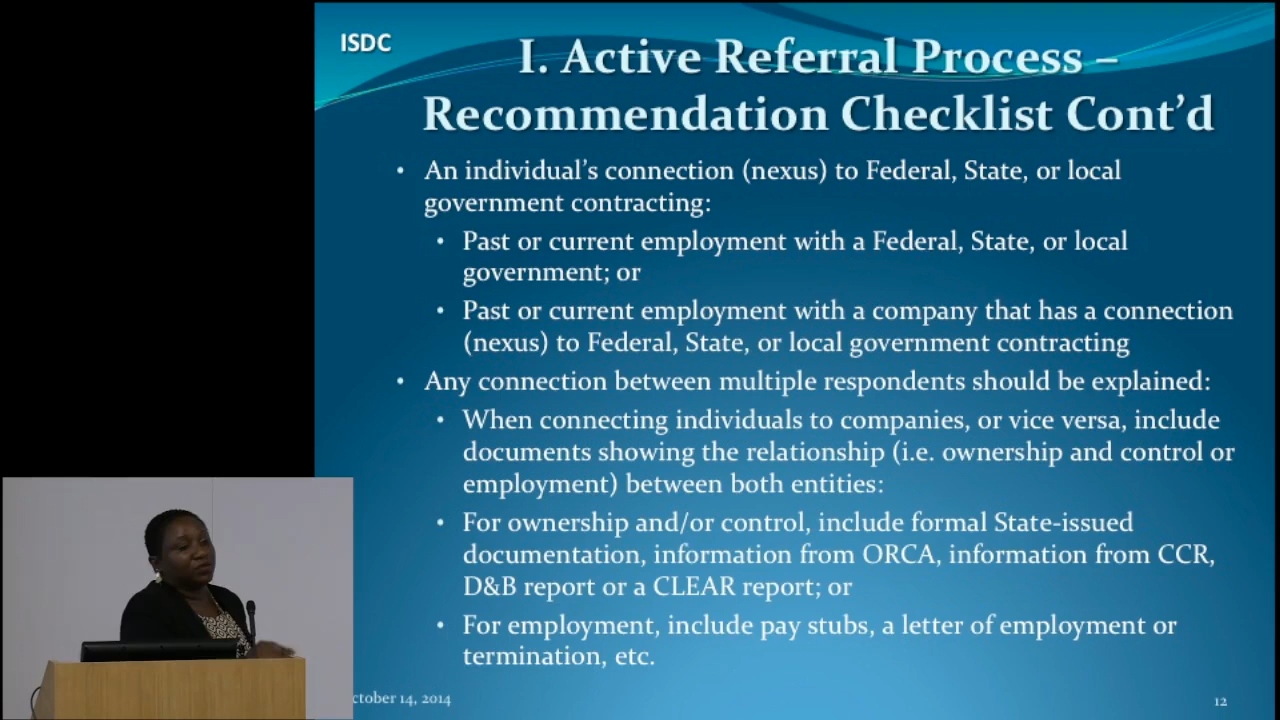 ISDC
I. Active Referral Process –
Recommendation Checklist Cont’d
• An individual’s connection (nexus) to Federal, State, or local
government contracting:
• Past or current employment with a Federal, State, or local
government; or
• Past or current employment with a company that has a connection
(nexus) to Federal, State, or local government contracting
• Any connection between multiple respondents should be explained:
• When connecting individuals to companies, or vice versa, include
documents showing the relationship (i.e. ownership and control or
employment) between both entities:
• For ownership and/or control, include formal State-issued
documentation, information from ORCA, information from CCR,
D&B report or a CLEAR report; or
• For employment, include pay stubs, a letter of employment or
termination, etc.
ctober 14, 2014
12